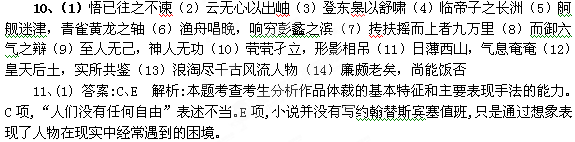 10、（1）悟已往之不谏（2）云无心以出岫（3）登东皋以舒啸（4）临帝子之长洲（5）舸
舰迷津，青雀黄龙之轴（6）渔舟唱晚，响穷彭蠡之滨（7）抟扶摇而上者九万里（8）而御六
气之辩（9）至人无已，神人无功（10）茕茕孑立，形影相吊（11）日薄西山，气息奄奄（12）
皇天后土，实所共鉴（13）浪淘尽千古风流人物（14）廉颇老矣，尚能饭否
11、（1）答案:C、E　解析:本题考查考生分析作品体裁的基本特征和主要表现手法的能力。
C项,“人们没有任何自由”表述不当。E项,小说并没有写约翰替斯宾塞值班,只是通过想象表
现了人物在现实中经常遇到的困境。